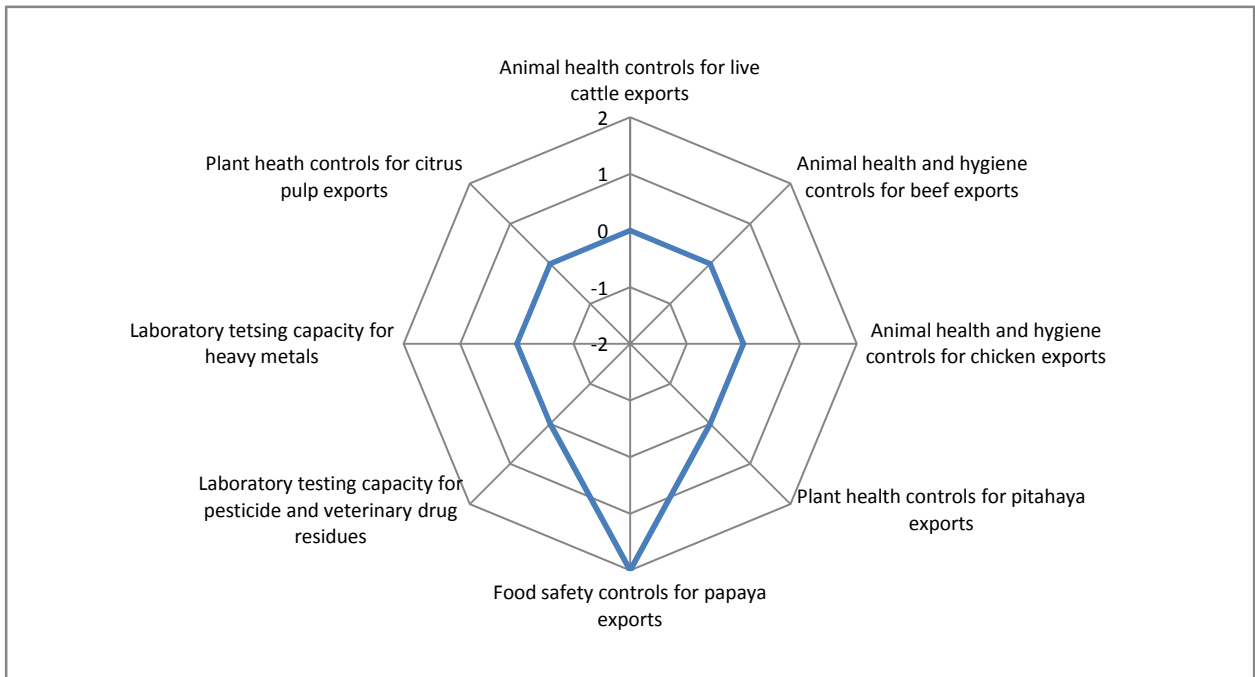 Animal health controls for live
cattle exports
2
1
0
-1
-2
Animal health and hygiene
controls for beef exports
Animal health and hygiene
controls for chicken exports
Plant health controls for pitahaya
exports
Food safety controls for papaya
exports
Laboratory testing capacity for
pesticide and veterinary drug
residues
Laboratory tetsing capacity for
heavy metals
Plant heath controls for citrus
pulp exports